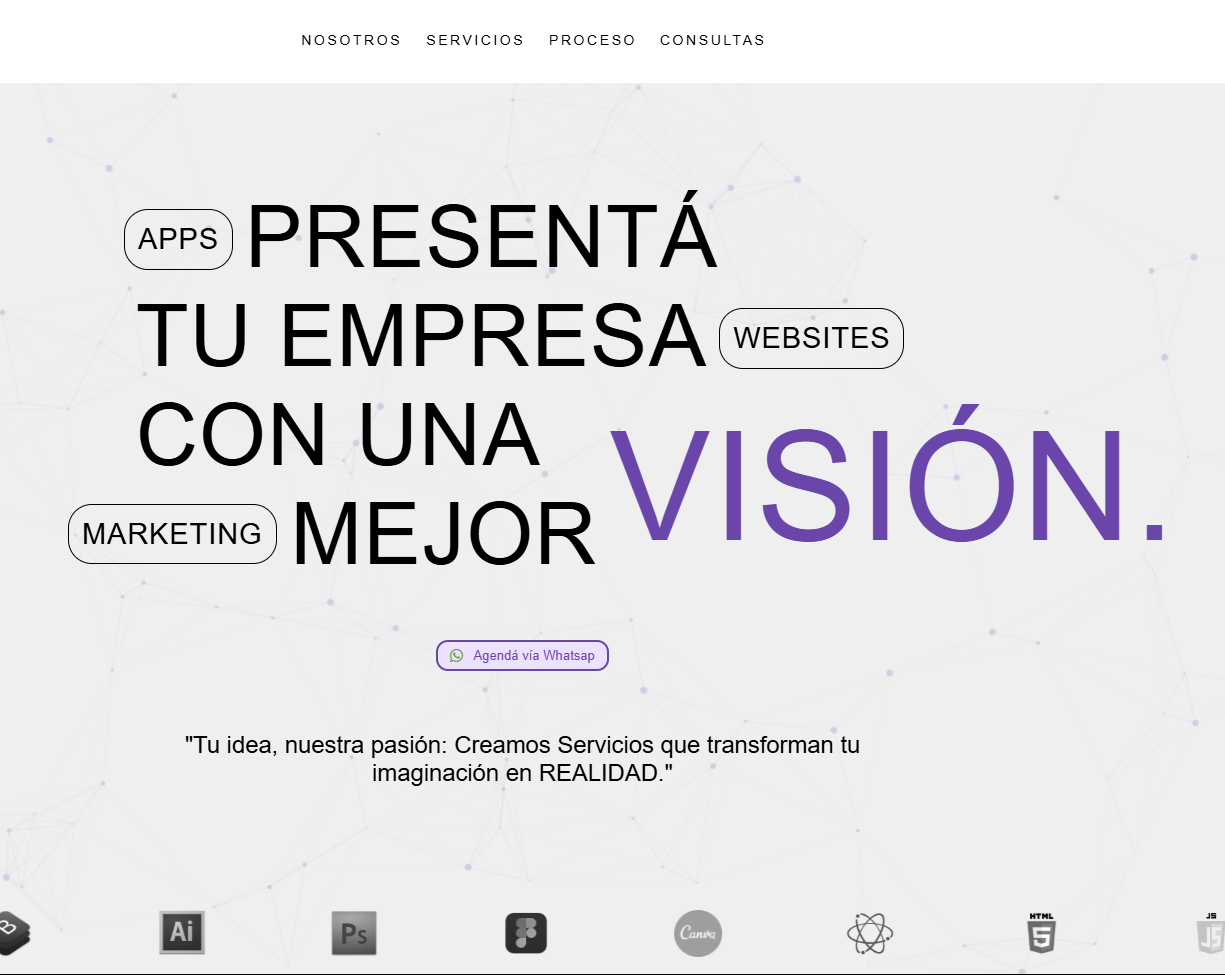 NOSOTROS SERVICIOS PROCESO CONSULTAS
APPS PRESENTÁ
TU EMPRESA WEBSITES
CON UNA
MARKETING MEJOR VISIÓN.
Agendá vía Whatsap
"Tu idea, nuestra pasión: Creamos Servicios que transforman tu
imaginación en REALIDAD."
B Ai Ps Canva HTML 5 JS JS